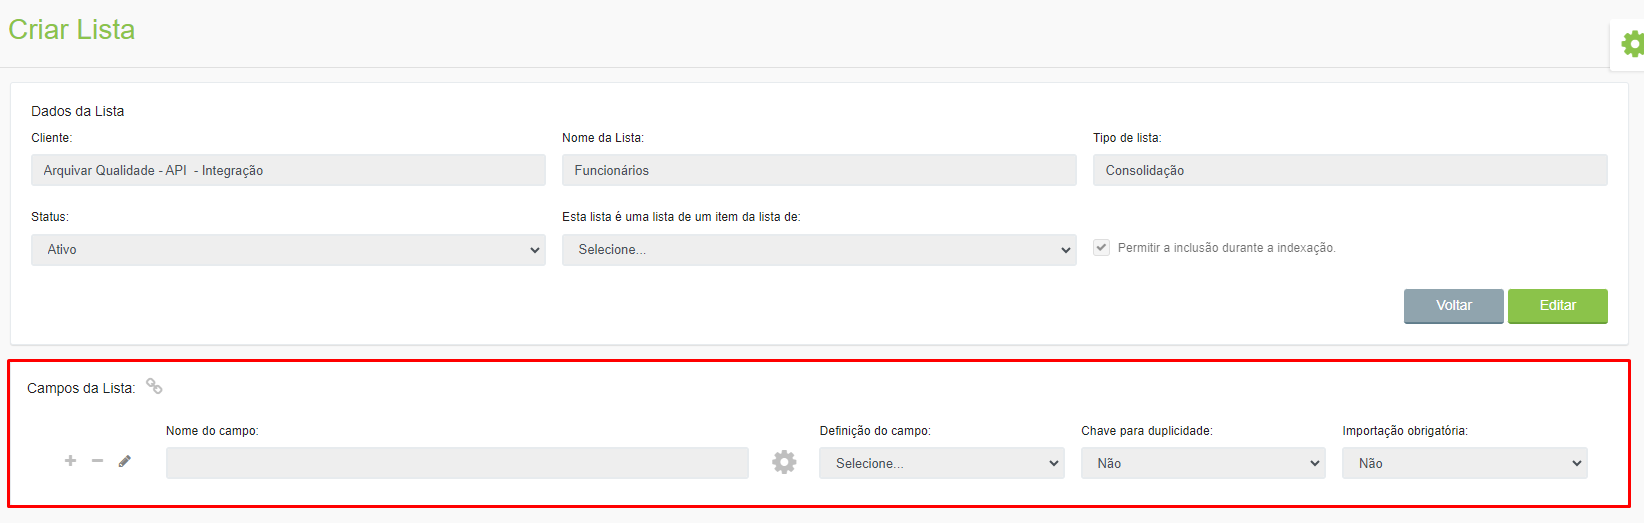 Criar Lista
Dados da Lista
Cliente: Nome da Lista: Tipo de lista:
Arquivar Qualidade - API  - Integração Funcionários Consolidação
Status: Esta lista é uma lista de um item da lista de:
Ativo Selecione... Permitir a inclusão durante a indexação.
Voltar Editar
Campos da Lista:
Nome do campo: Definição do campo: Chave para duplicidade: Importação obrigatória:
Selecione... Não Não